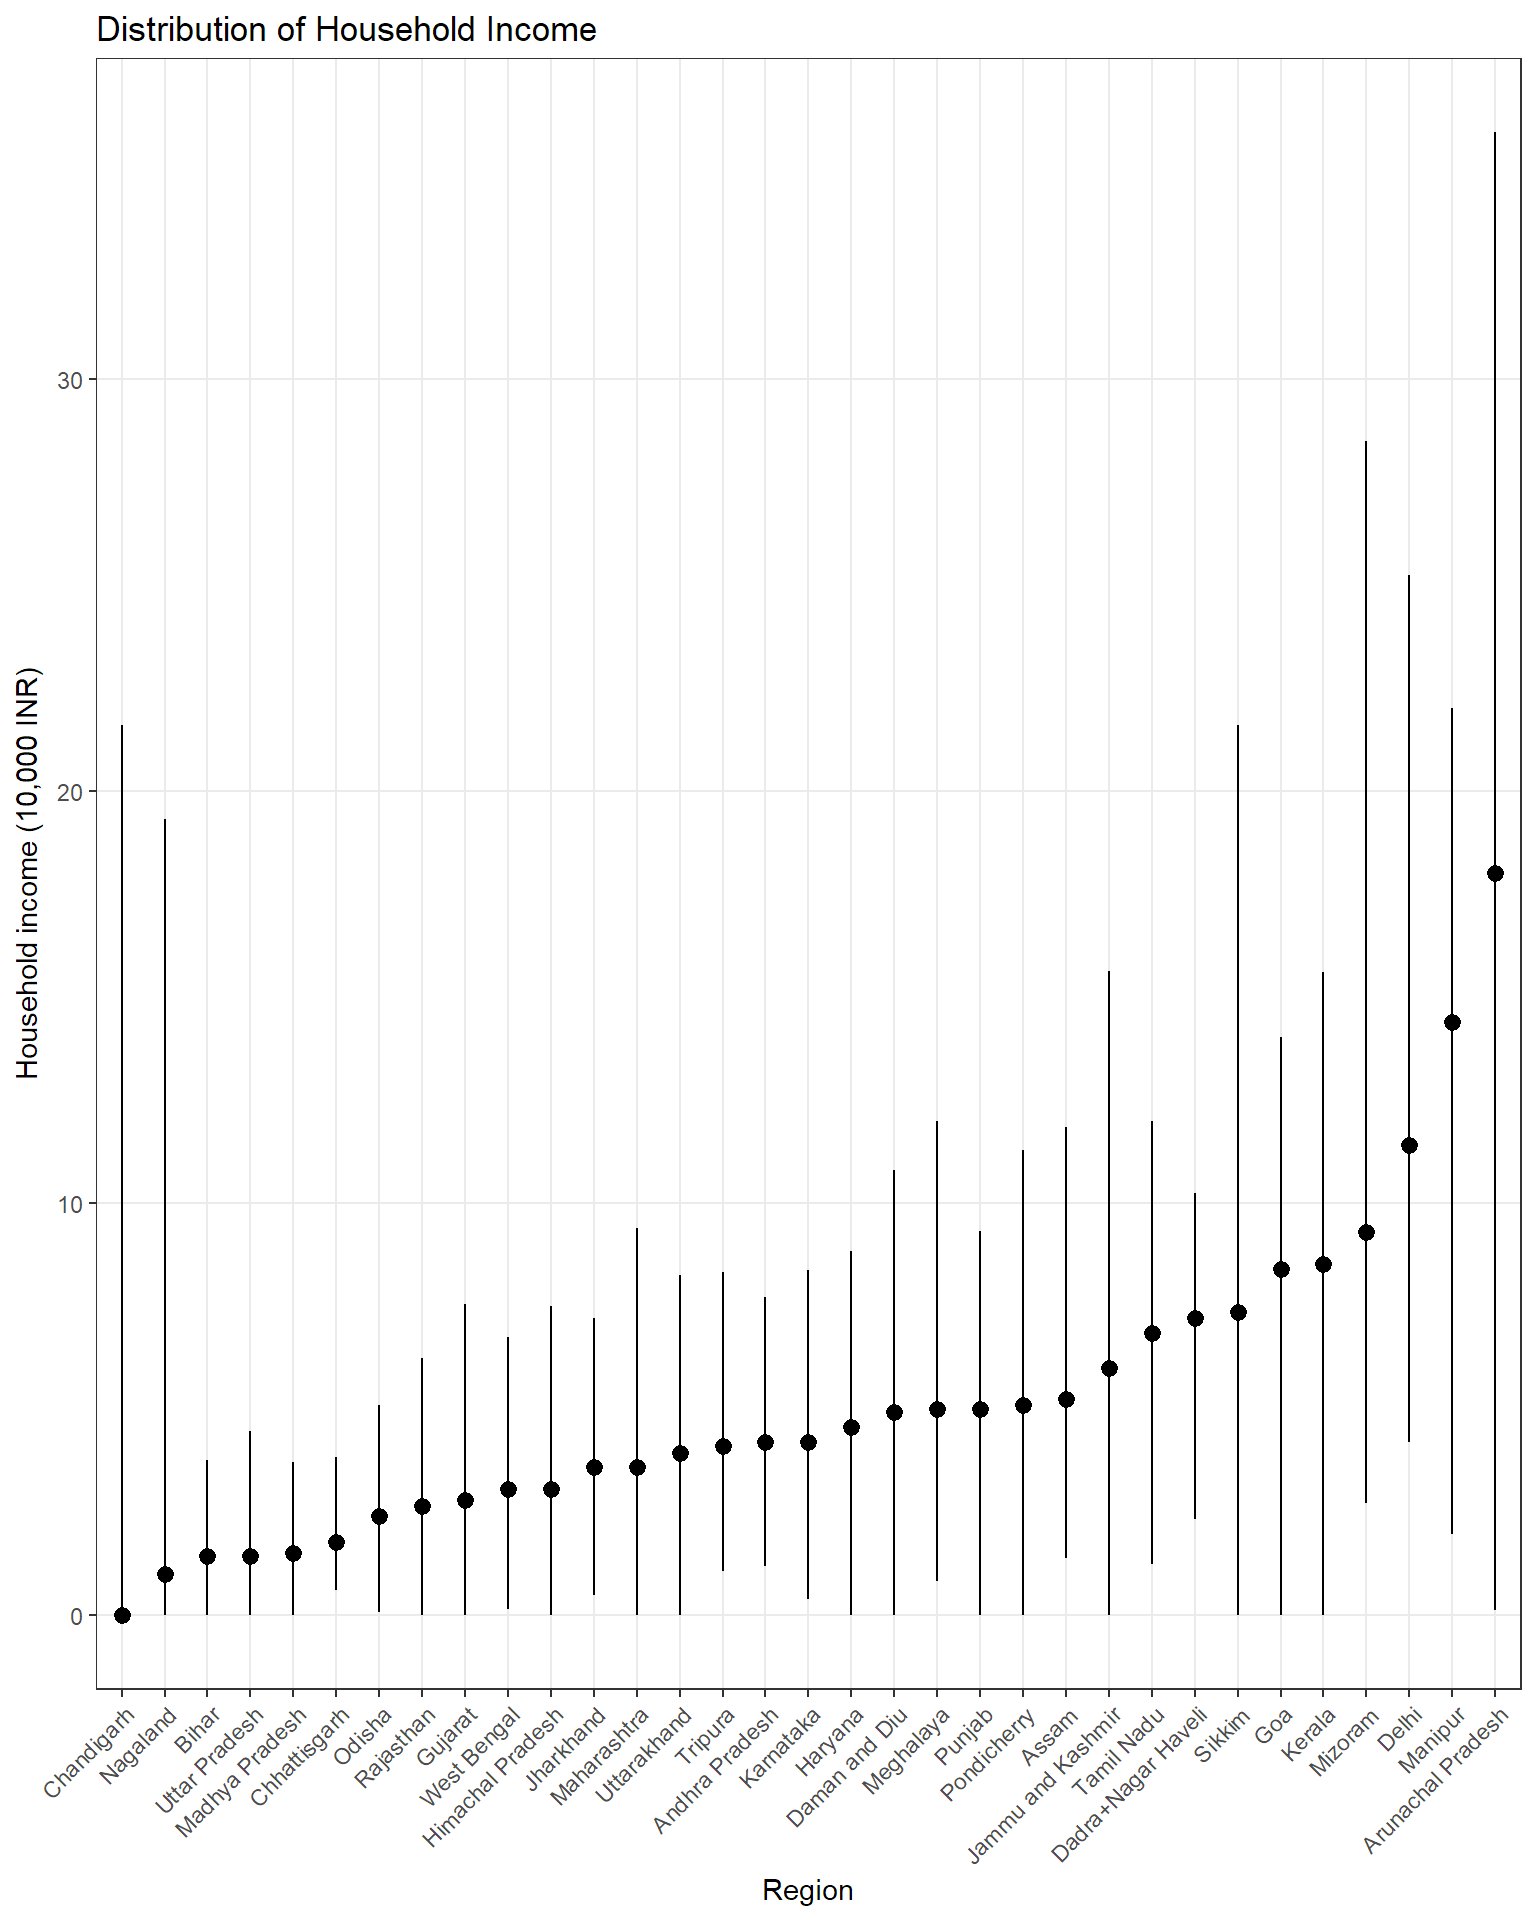 Distribution of Household Income
Household income (10,000 INR)
30
20
10
0
Chandigarh
Nagaland
Bihar
Uttar Pradesh
Madhya Pradesh
Chhattisgarh
Odisha
Rajasthan
Gujarat
West Bengal
Himachal Pradesh
Jharkhand
Maharashtra
Uttarakhand
Tripura
Andhra Pradesh
Karnataka
Haryana
Daman and Diu
Meghalaya
Punjab
Pondicherry
Assam
Jammu and Kashmir
Tamil Nadu
Dadra+Nagar Haveli
Sikkim
Goa
Kerala
Mizoram
Delhi
Manipur
Arunachal Pradesh
Region